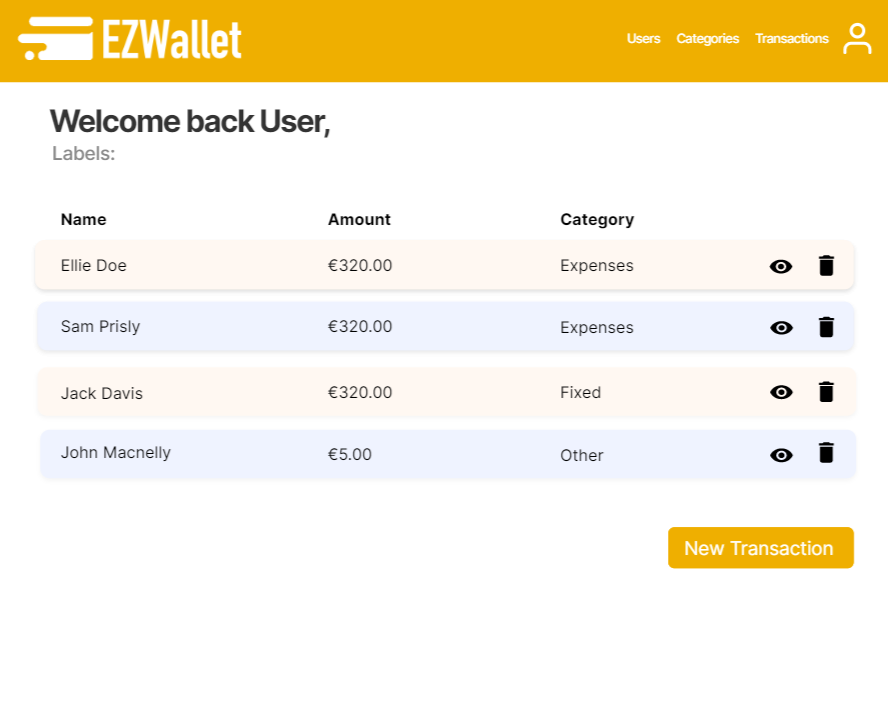 EZWallet
Users Categories Transactions
Welcome back User,
Labels:
Name Amount Category
Ellie Doe €320.00 Expenses
Sam Prisly €320.00 Expenses
Jack Davis €320.00 Fixed
John Macnelly €5.00 Other
New Transaction